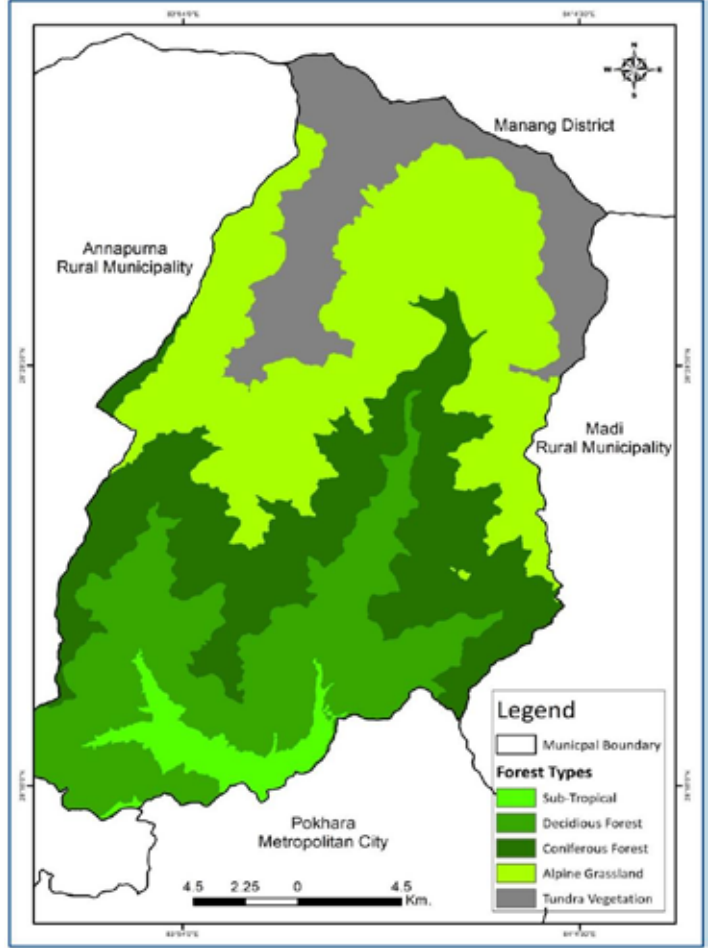 N
W E
S
Manang District
Annapurna
Rural Municipality
Madi
Rural Municipality
Legend
Municpal Boundary
Forest Types
Sub-Tropical
Decidious Forest
Coniferous Forest
Alpine Grassland
Tundra Vegetation
Pokhara
Metropolitan City
4.5 2.25 0 4.5
Km.